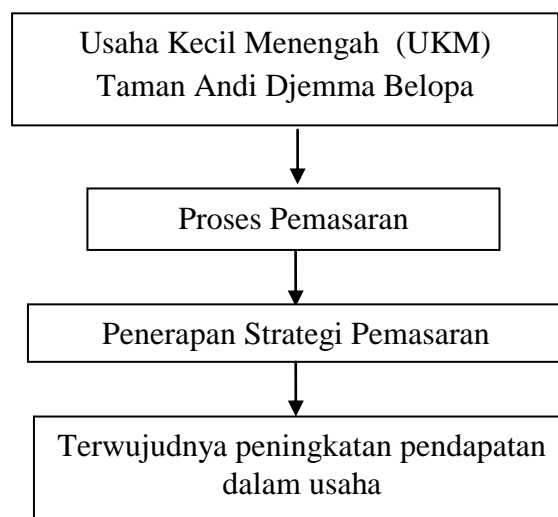 Usaha Kecil Menengah (UKM)
Taman Andi Djemma Belopa
Proses Pemasaran
Penerapan Strategi Pemasaran
Terwujudnya peningkatan pendapatan
dalam usaha